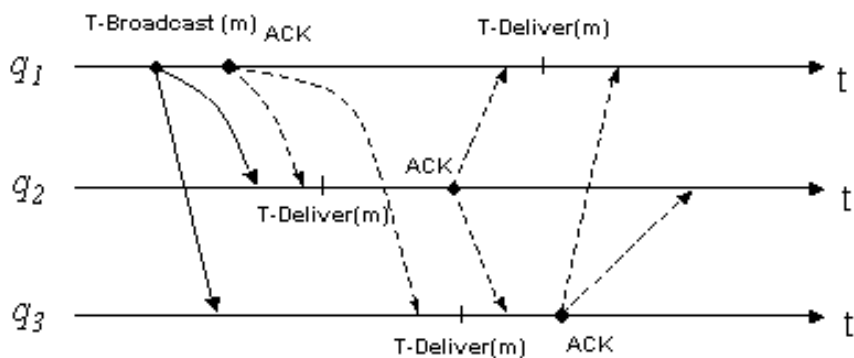 T-Broadcast (m) ACK T-Deliver(m)
q1 t
ACK
q2 t
T-Deliver(m)
q3 t
T-Deliver(m) ACK